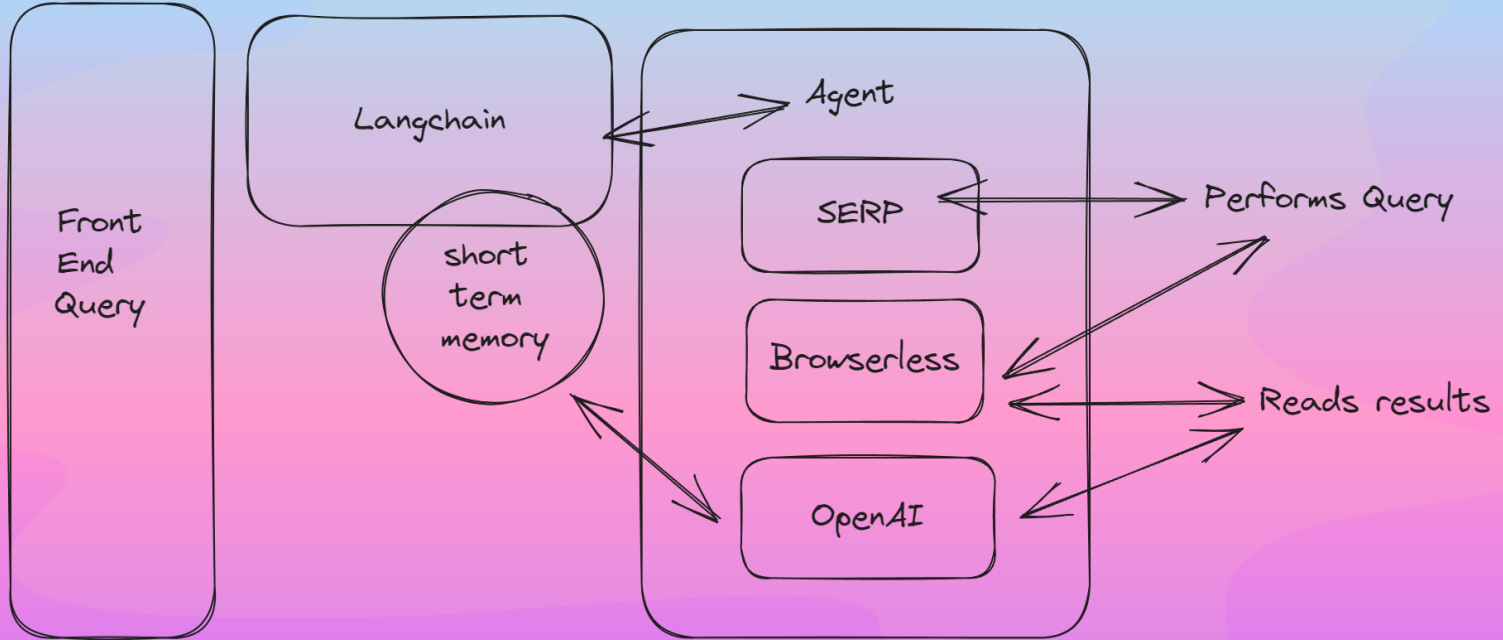 Front
End
Query
Langchain
short
term
memory
Agent
SERP
Browserless
OpenAI
Performs Query
Reads results